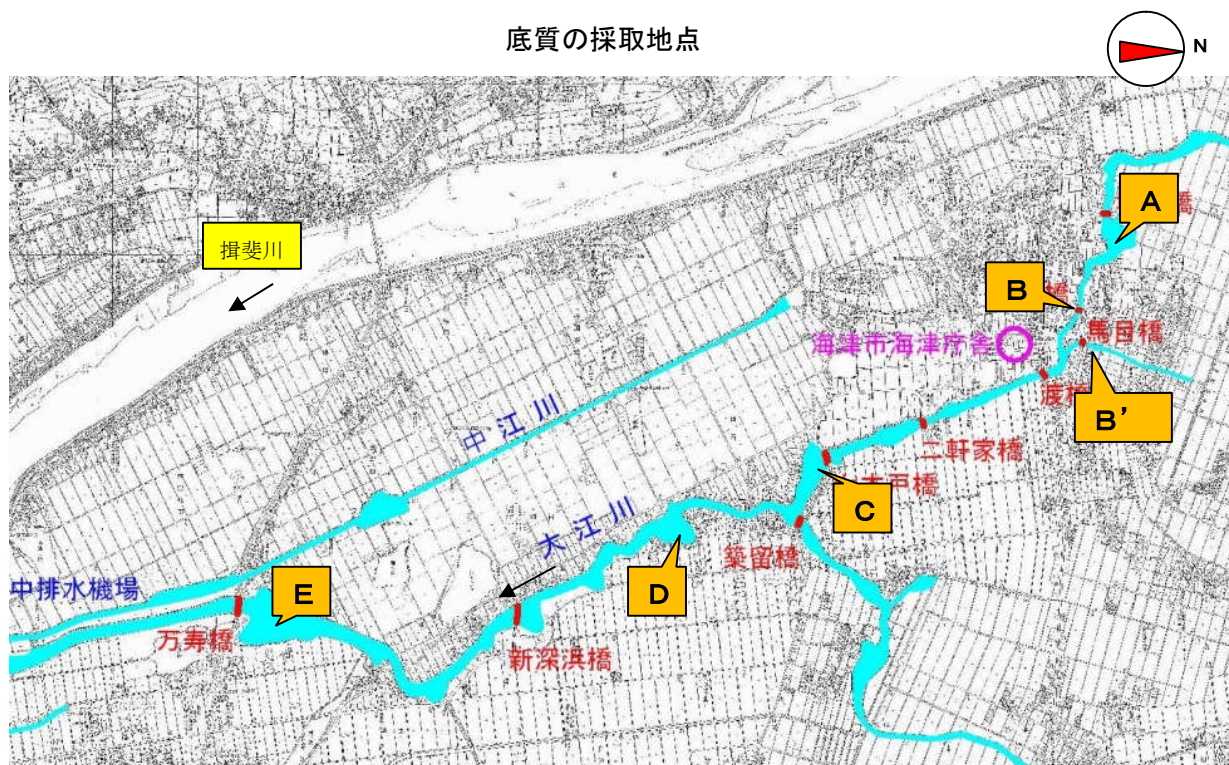 底質の採取地点
N
揖斐川
A
橋
B
馬目橋
海津市海津庁舎
渡橋
B'
中江川
二軒家橋
C
大江川
築留橋
D
中排水機場
E
万寿橋
新深浜橋